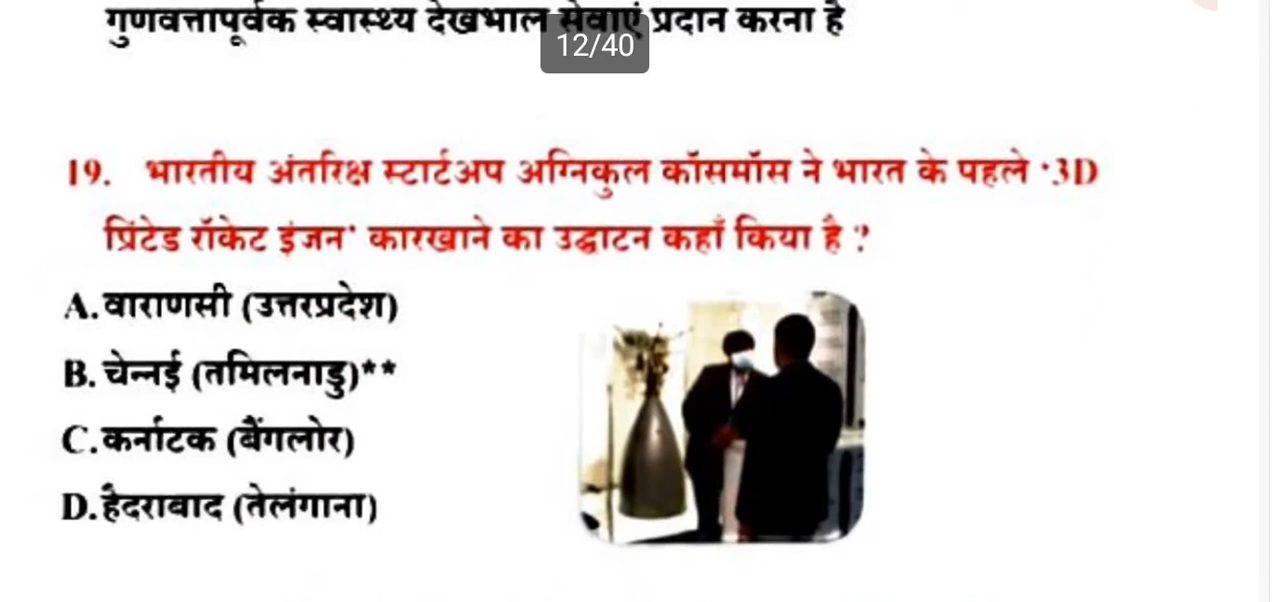 गुणवत्तापूर्वक स्वास्थ्य देखभाल सेवाएं प्रदान करना है
12/40
19. भारतीय अंतरिक्ष स्टार्टअप अग्निकुल कॉसमॉस ने भारत के पहले '3D
प्रिंटेड रॉकेट इंजन' कारखाने का उद्घाटन कहाँ किया है ?
A.वाराणसी (उत्तरप्रदेश)
B. चेन्नई (तमिलनाडु)**
C.कर्नाटक (बैंगलोर)
D.हैदराबाद (तेलंगाना)